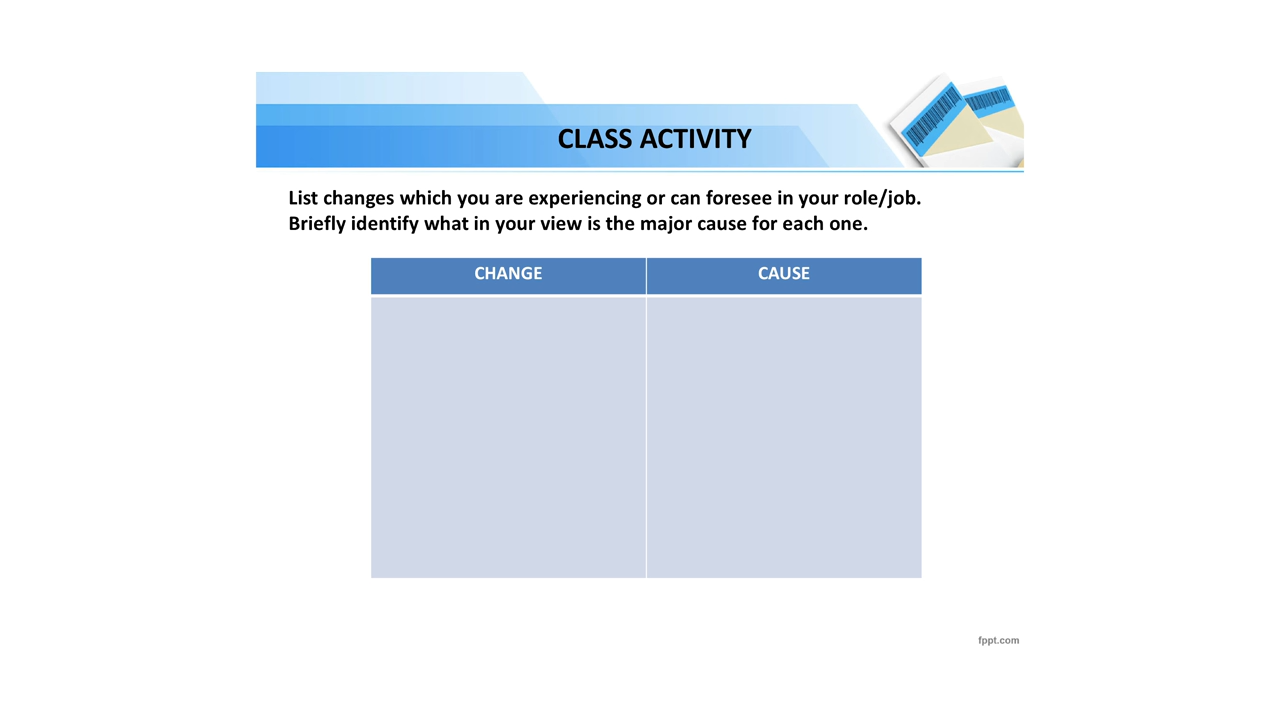 CLASS ACTIVITY
List changes which you are experiencing or can foresee in your role/job.
Briefly identify what in your view is the major cause for each one.
CHANGE
CAUSE
fppt.com